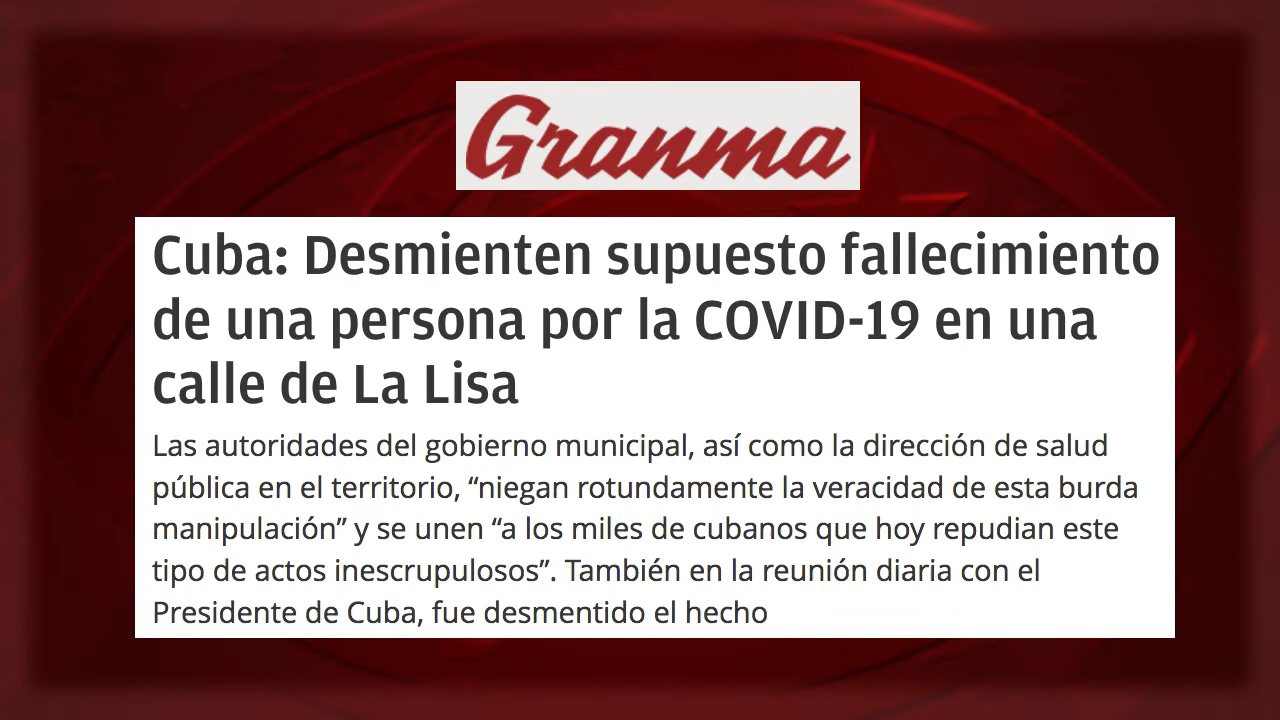 Granma
Cuba: Desmienten supuesto fallecimiento
de una persona por la COVID-19 en una
calle de La Lisa
Las autoridades del gobierno municipal, así como la dirección de salud
pública en el territorio, “niegan rotundamente la veracidad de esta burda
manipulación” y se unen “a los miles de cubanos que hoy repudian este
tipo de actos inescrupulosos”. También en la reunión diaria con el
Presidente de Cuba, fue desmentido el hecho